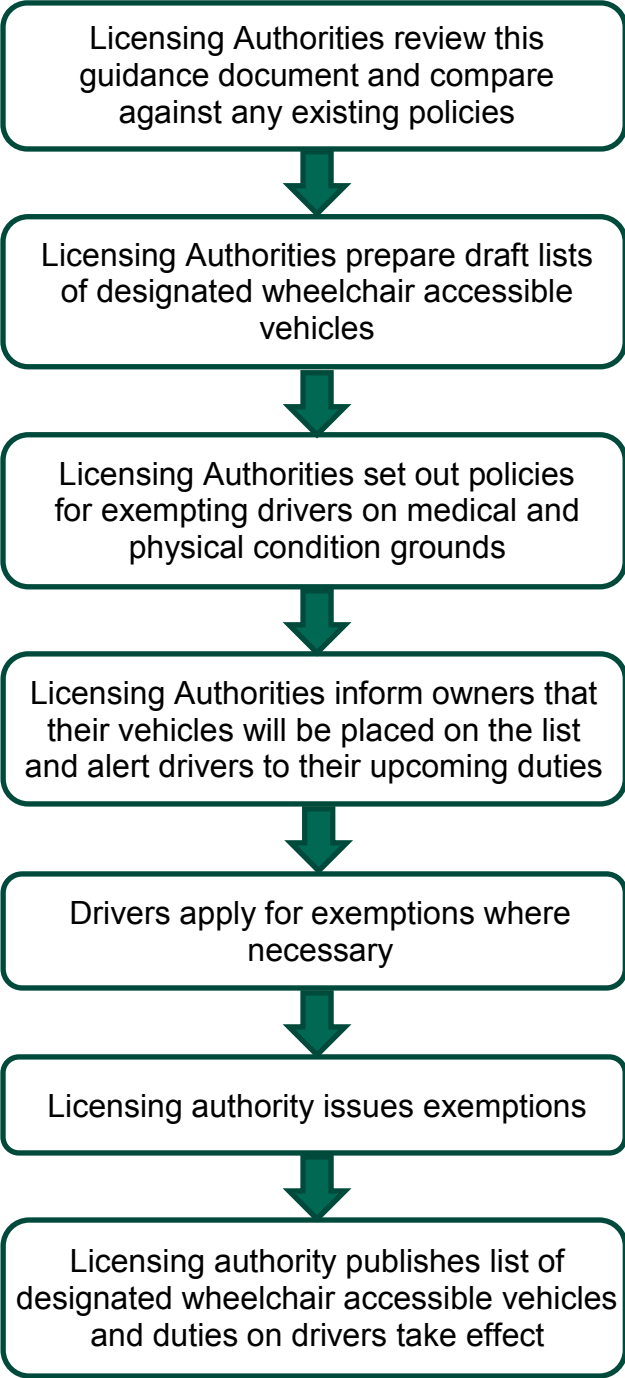 Licensing Authorities review this
guidance document and compare
against any existing policies
Licensing Authorities prepare draft lists
of designated wheelchair accessible
vehicles
Licensing Authorities set out policies
for exempting drivers on medical and
physical condition grounds
Licensing Authorities inform owners that
their vehicles will be placed on the list
and alert drivers to their upcoming duties
Drivers apply for exemptions where
necessary
Licensing authority issues exemptions
Licensing authority publishes list of
designated wheelchair accessible vehicles
and duties on drivers take effect